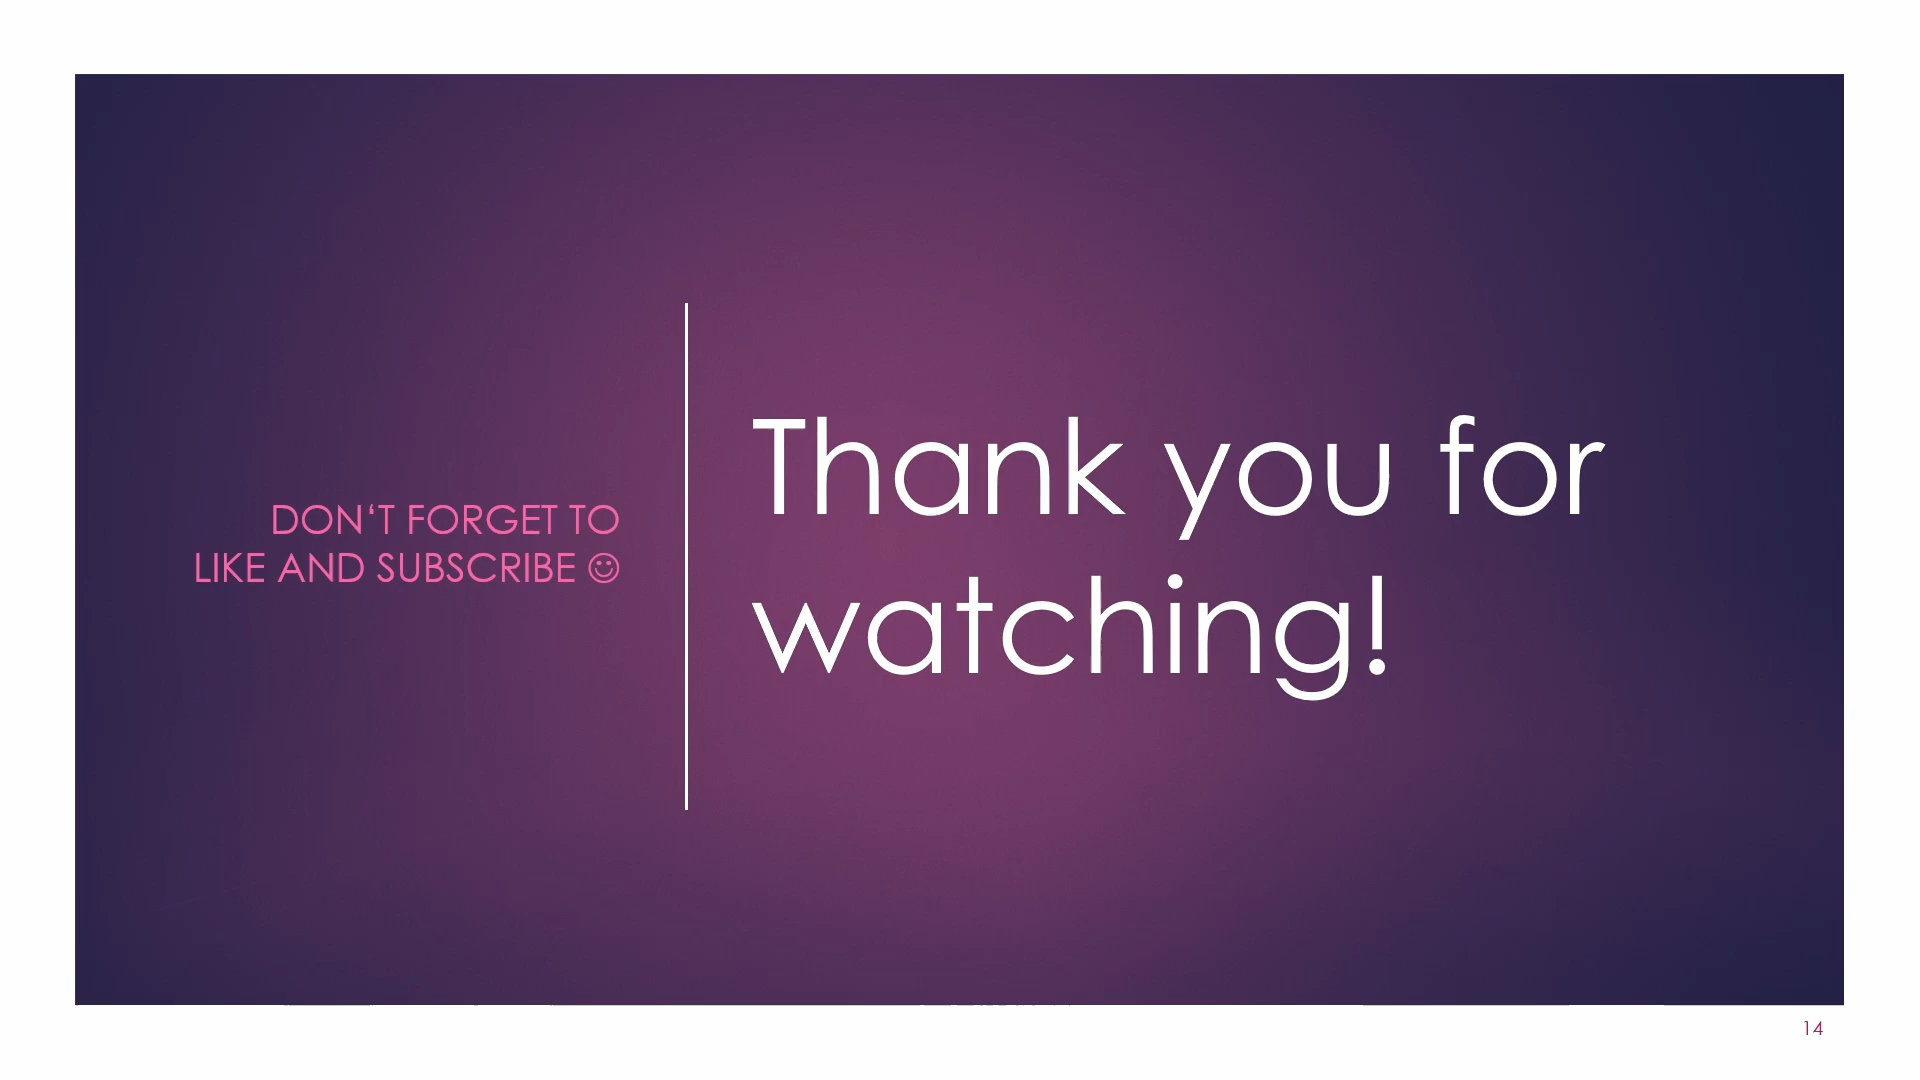 DON‘T FORGET TO
LIKE AND SUBSCRIBE ☺
Thank you for
watching!
14